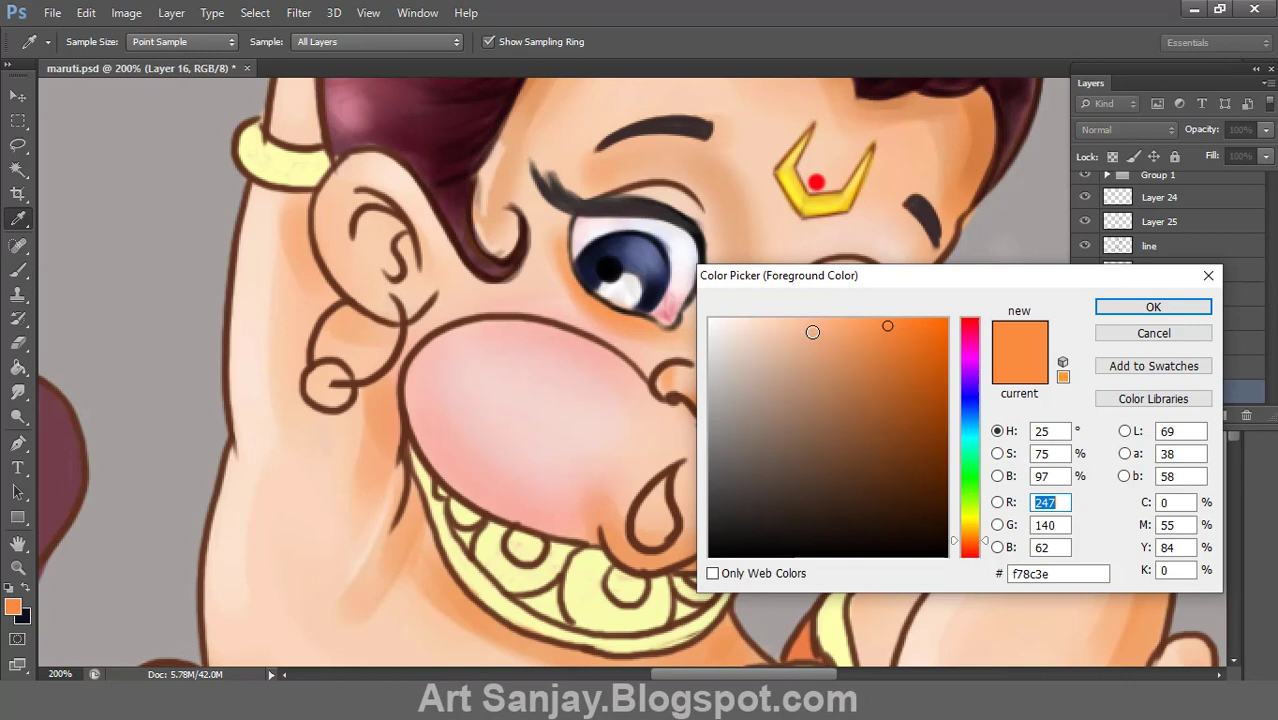 Ps File Edit Image Layer Type Select Filter 3D View Window Help
Sample Size: Point Sample Sample: All Layers Show Sampling Ring Essentials
maruti.psd @ 200% (Layer 16, RGB/8) * ×
Layers
Kind
Normal Opacity: 100%
Lock: Fill: 100%
Group 1
Layer 24
Layer 25
line
Color Picker (Foreground Color)
new
current
OK
Cancel
Add to Swatches
Color Libraries
H: 25 ° L: 69
S: 75 % a: 38
B: 97 % b: 58
R: 247 C: 0 %
G: 140 M: 55 %
B: 62 Y: 84 %
Only Web Colors # f78c3e K: 0 %
200% Doc: 5.78M/42.0M
Art Sanjay.Blogspot.com